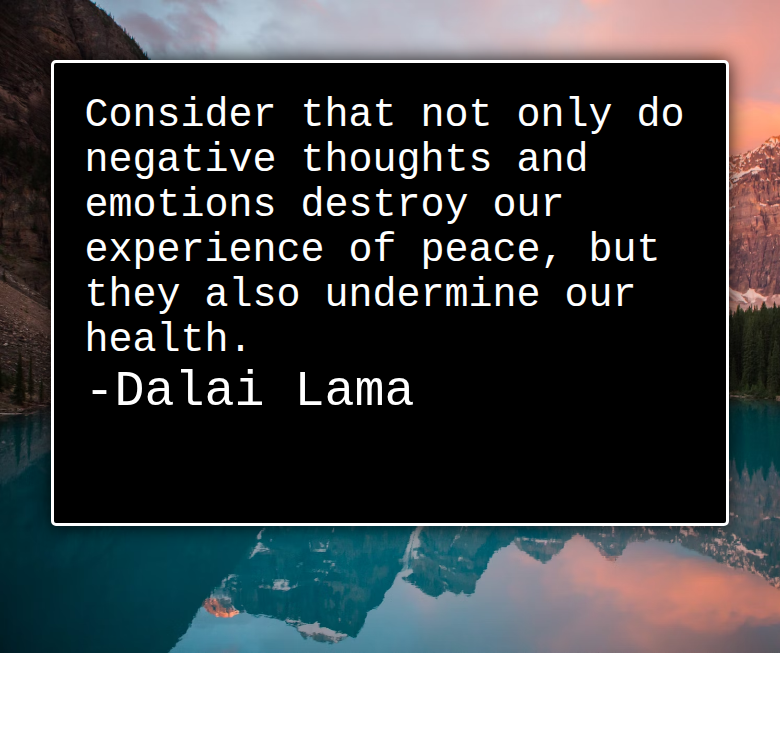 Consider that not only do
negative thoughts and
emotions destroy our
experience of peace, but
they also undermine our
health.
-Dalai Lama